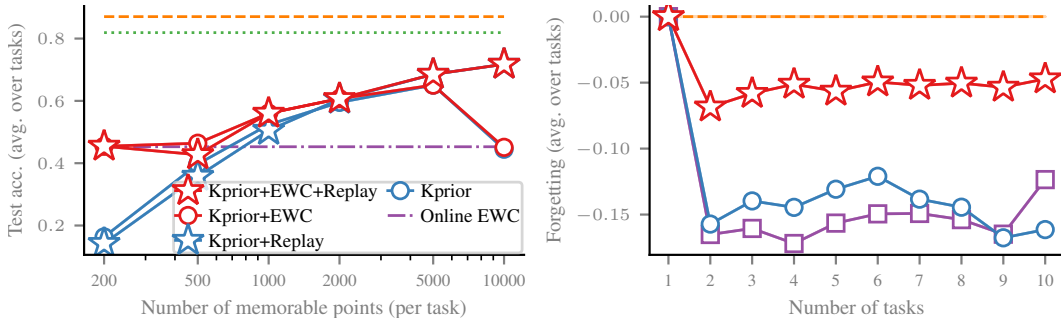 Test acc. (avg. over tasks)
0.8
0.6
0.4
0.2
Kprior+EWC+Replay
Kprior+EWC
Kprior+Replay
Kprior
Online EWC
200 500 1000 2000 5000 10000
Number of memorable points (per task)
Forgetting (avg. over tasks)
0.00
−0.05
−0.10
−0.15
1 2 3 4 5 6 7 8 9 10
Number of tasks